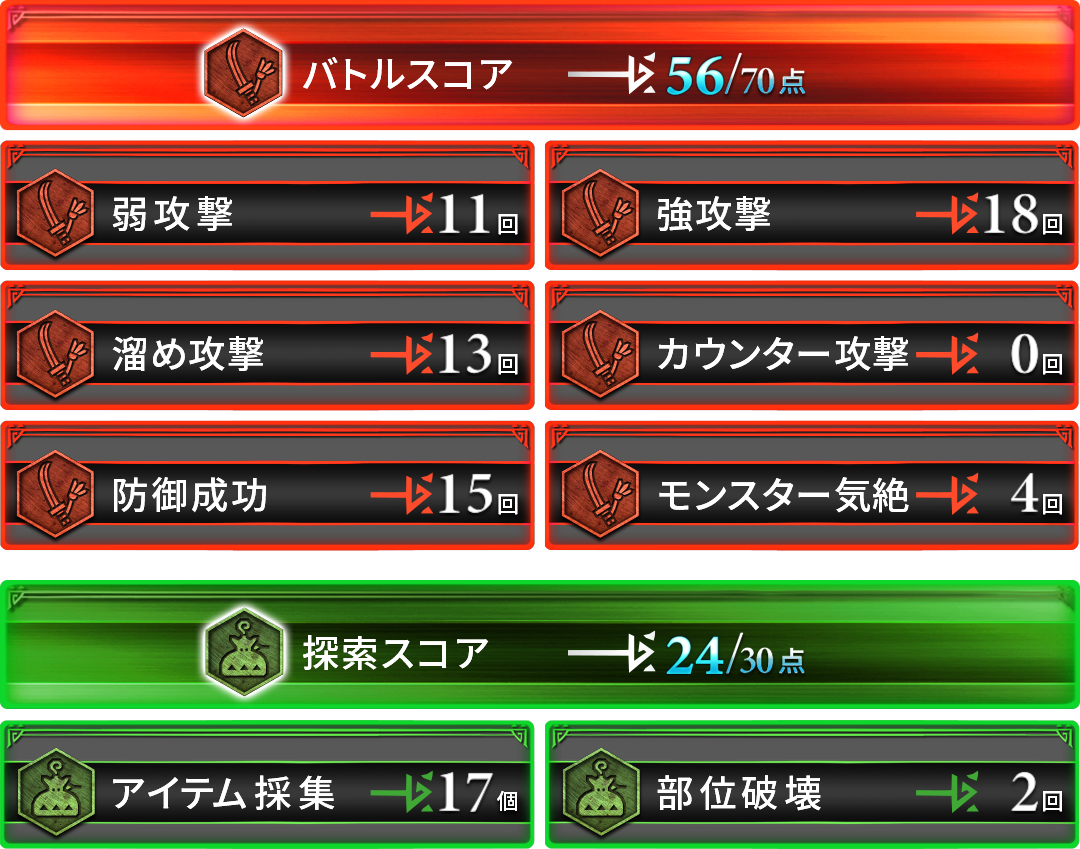 バトルスコア 56/70点
弱攻撃 11回
強攻撃 18回
溜め攻撃 13回
カウンター攻撃 0回
防御成功 15回
モンスター気絶 4回
探索スコア 24/30点
アイテム採集 17個
部位破壊 2回